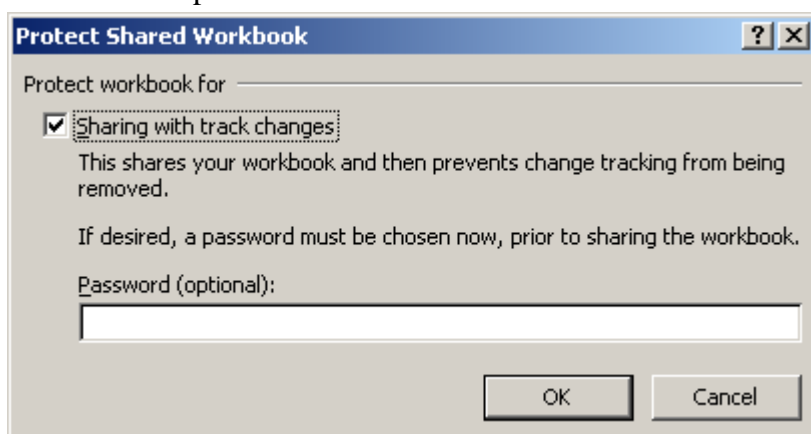 Protect Shared Workbook
Protect workbook for
Sharing with track changes
This shares your workbook and then prevents change tracking from being
removed.
If desired, a password must be chosen now, prior to sharing the workbook.
Password (optional):
OK Cancel